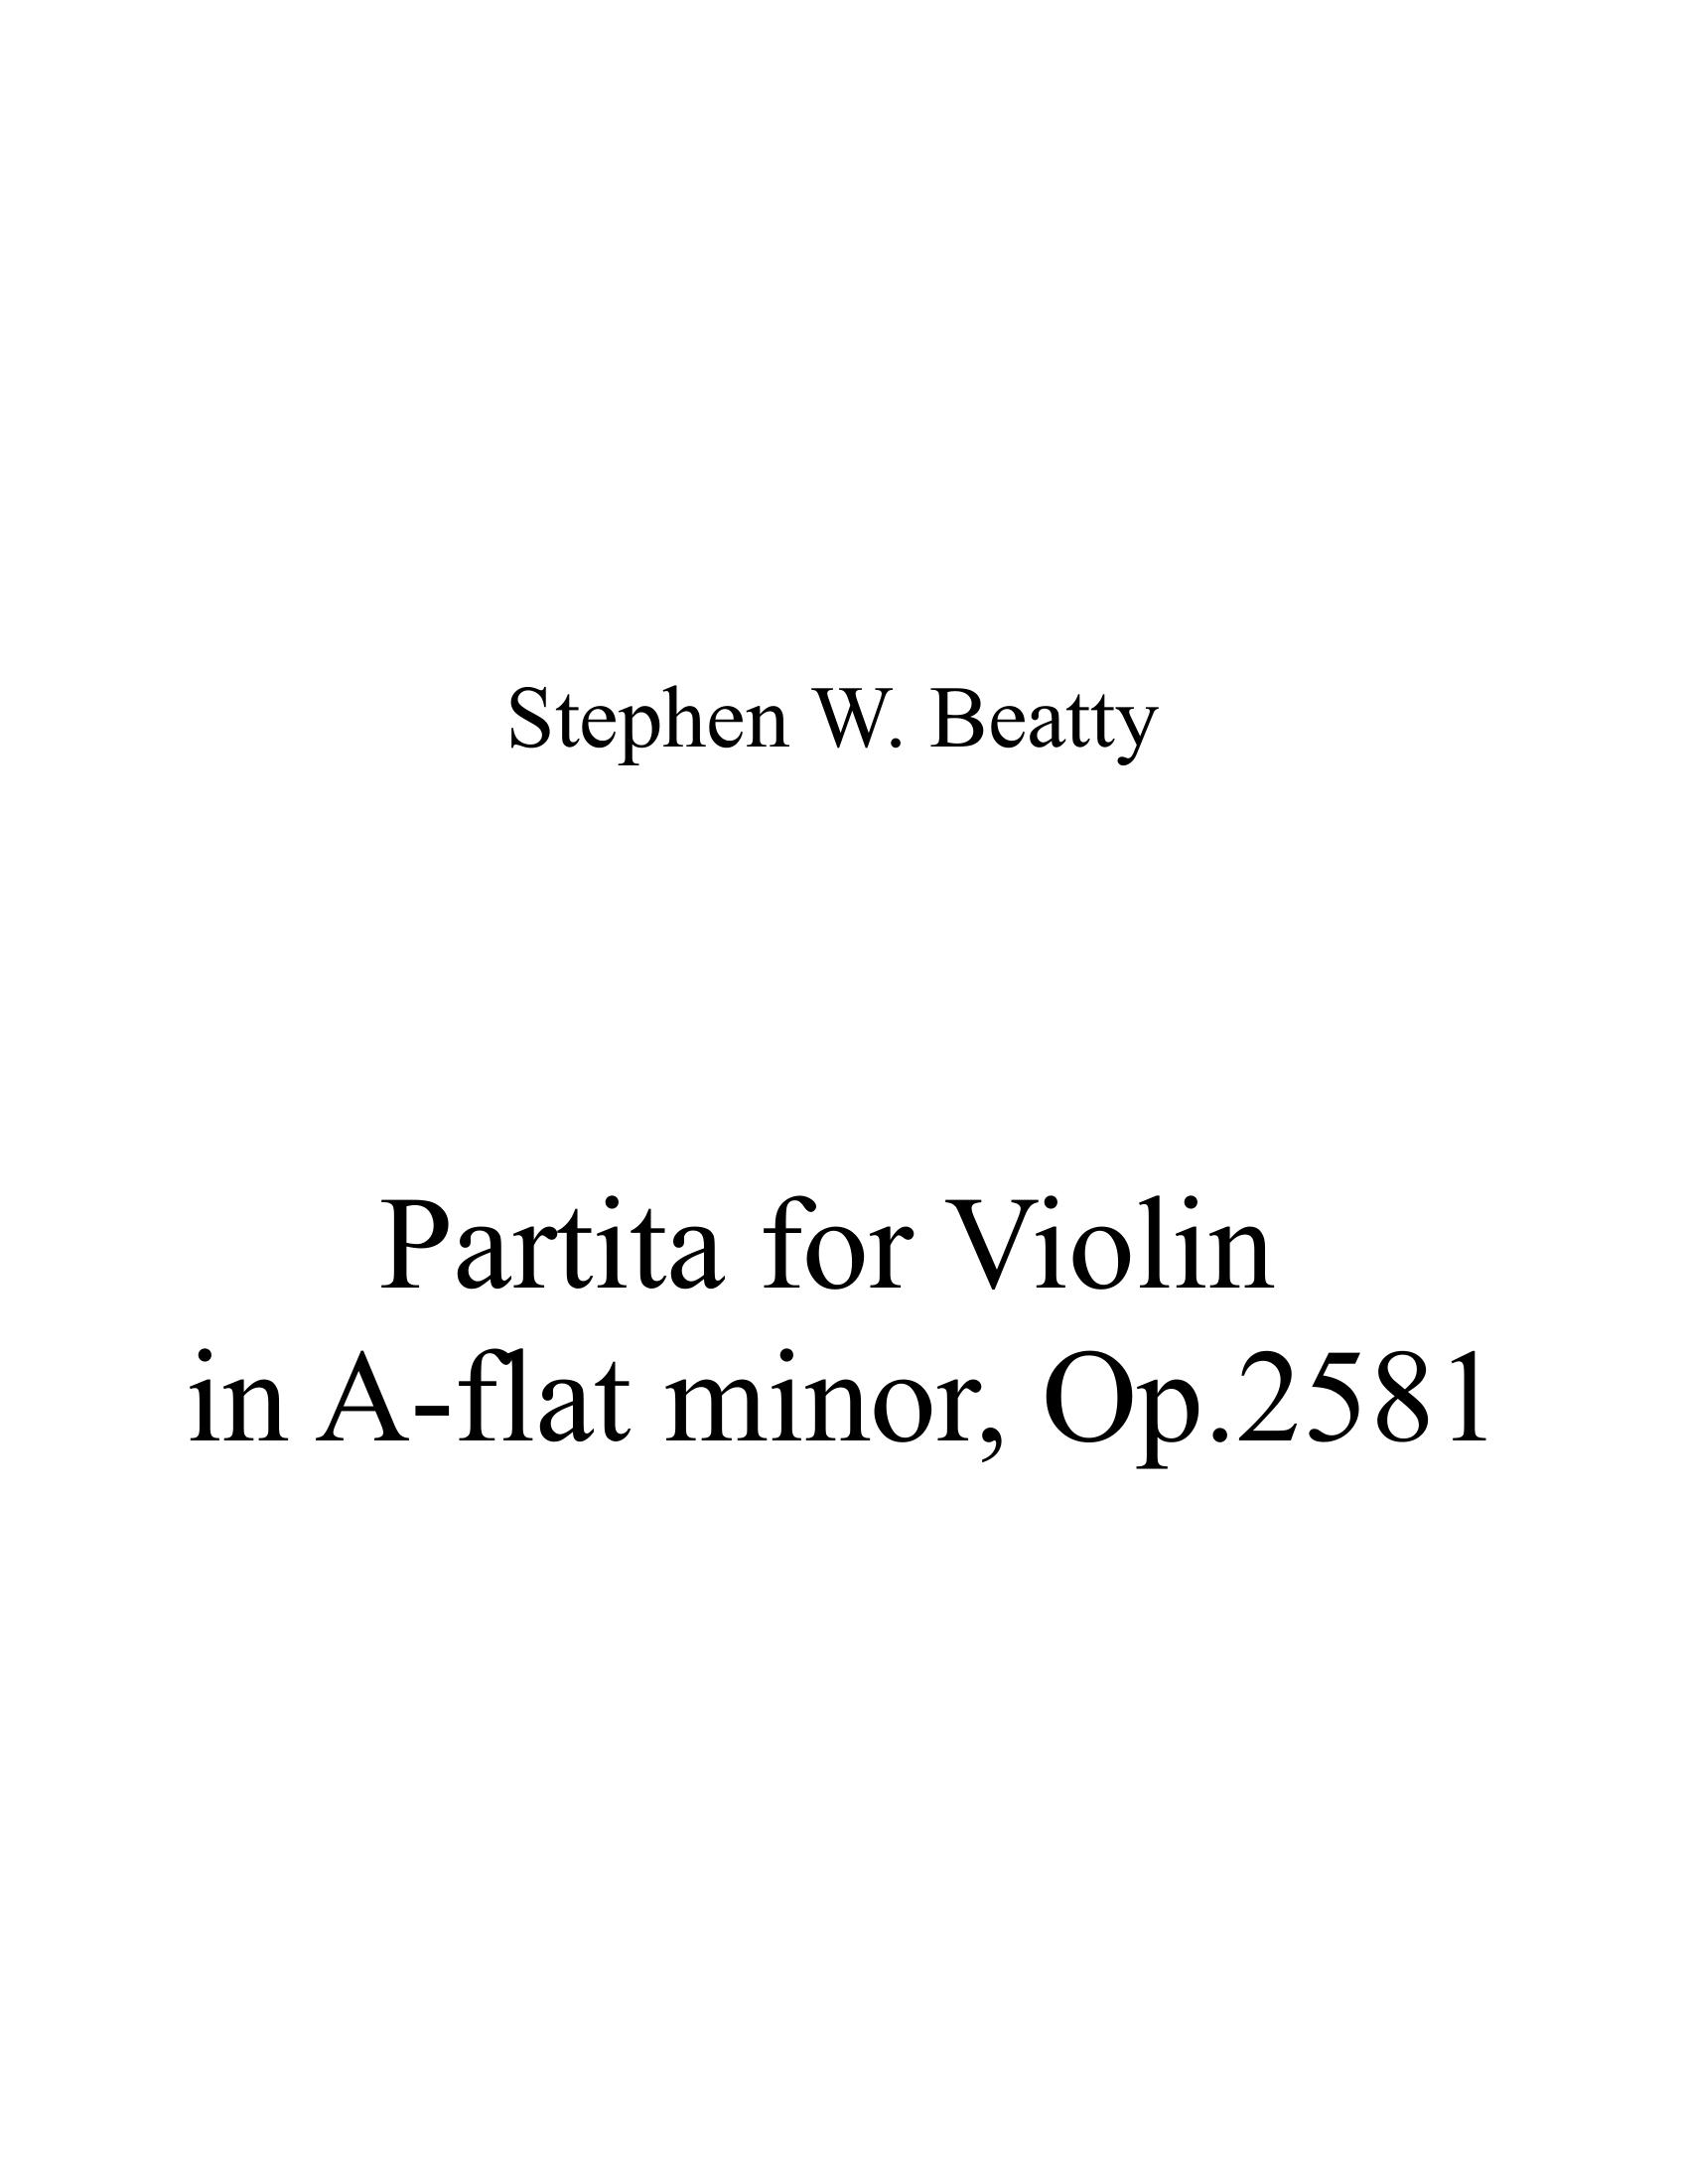 Stephen W. Beatty
Partita for Violin
in A-flat minor, Op.2581